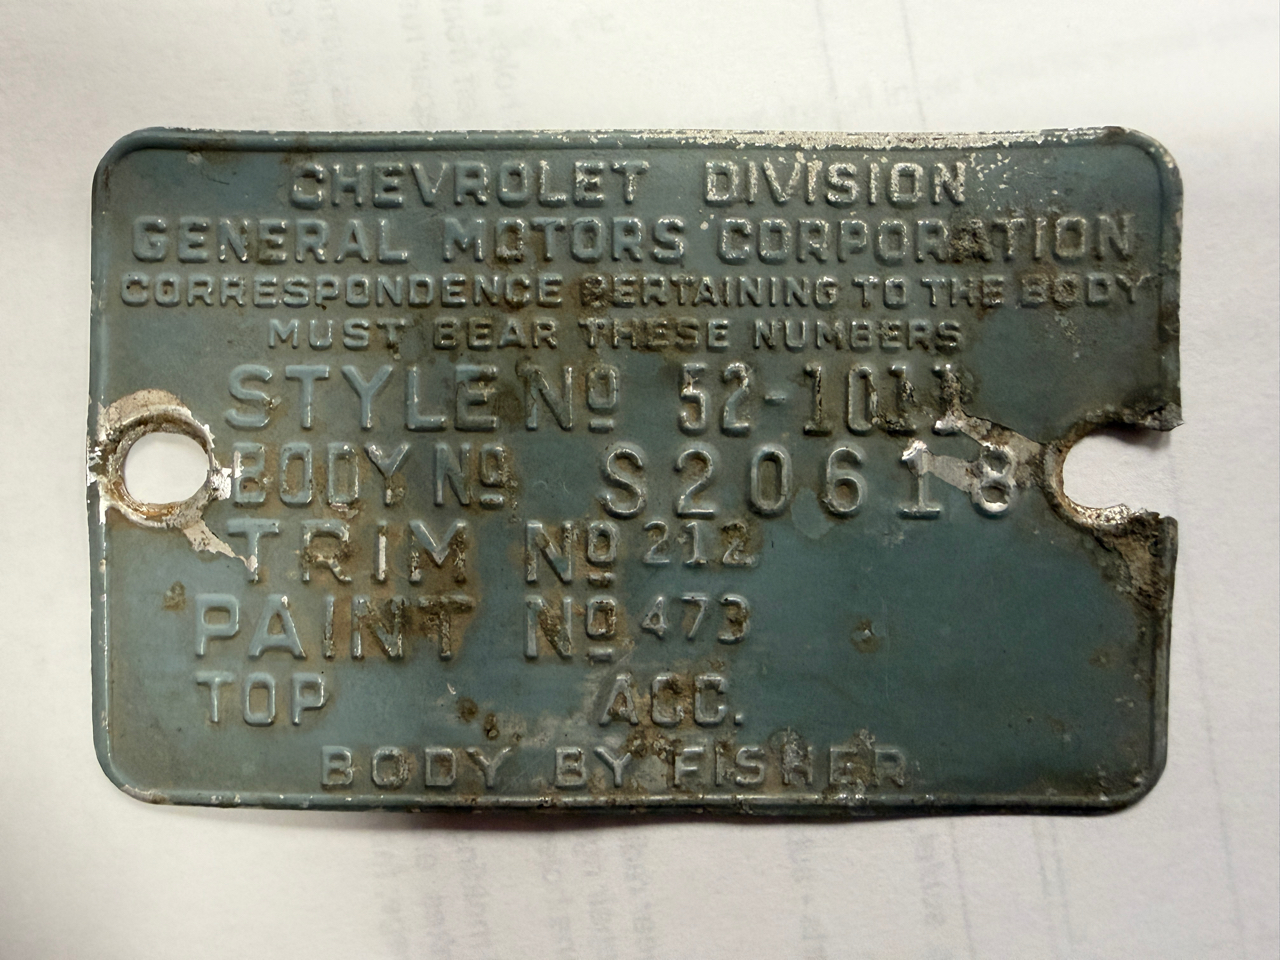 CHEVROLET DIVISION
GENERAL MOTORS CORPORATION
CORRESPONDENCE PERTAINING TO THE BODY
MUST BEAR THESE NUMBERS
STYLE No 52-1011
BODY No S20618
TRIM No 212
PAINT No 473
TOP ACC.
BODY BY FISHER